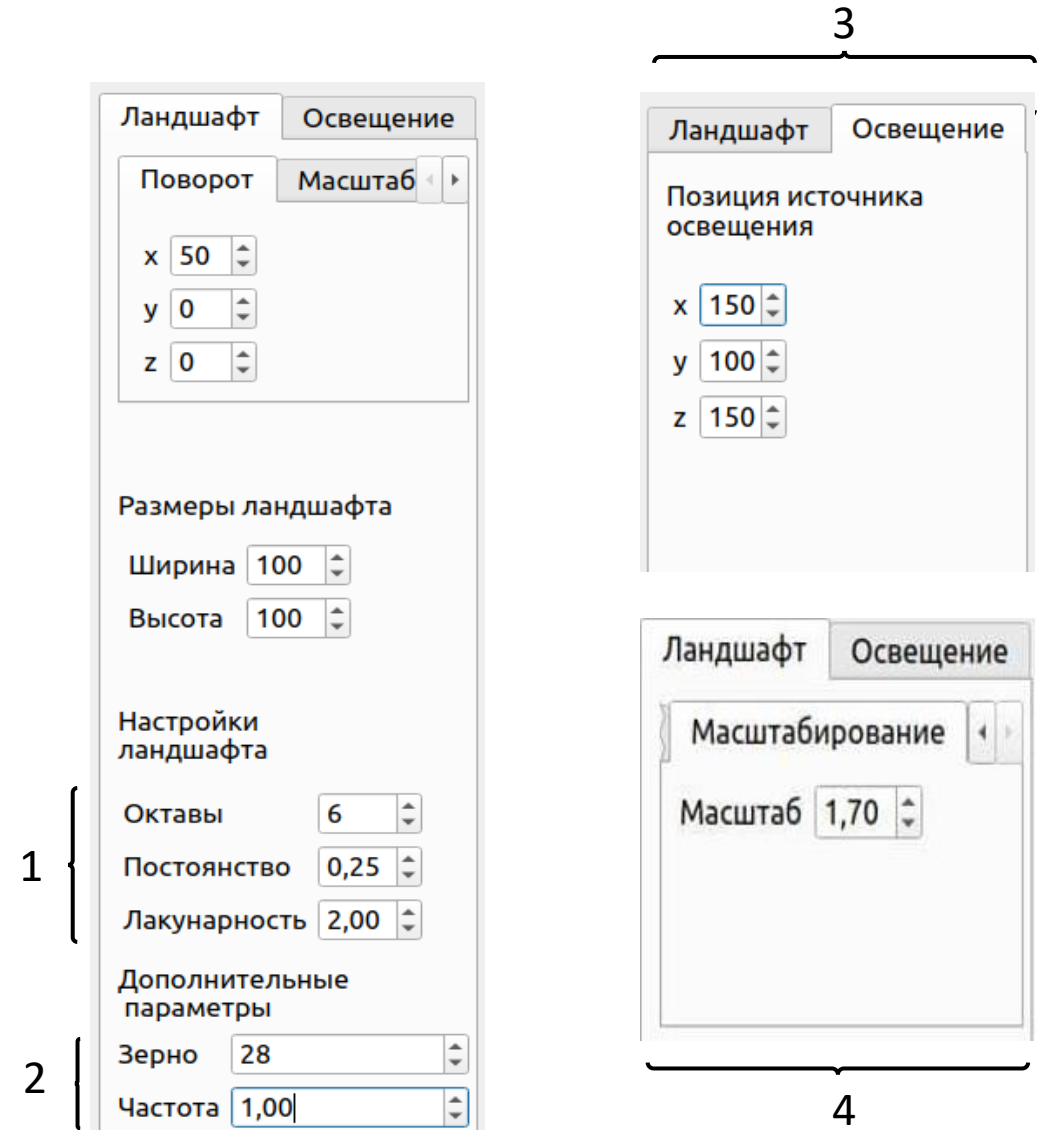 Ландшафт Освещение
Поворот Масштаб
x 50
y 0
z 0
Размеры ландшафта
Ширина 100
Высота 100
Настройки
ландшафта
1
Октавы 6
Постоянство 0,25
Лакунарность 2,00
Дополнительные
параметры
2
Зерно 28
Частота 1,00
3
Ландшафт Освещение
Позиция источника
освещения
x 150
y 100
z 150
Ландшафт Освещение
Масштабирование
Масштаб 1,70
4